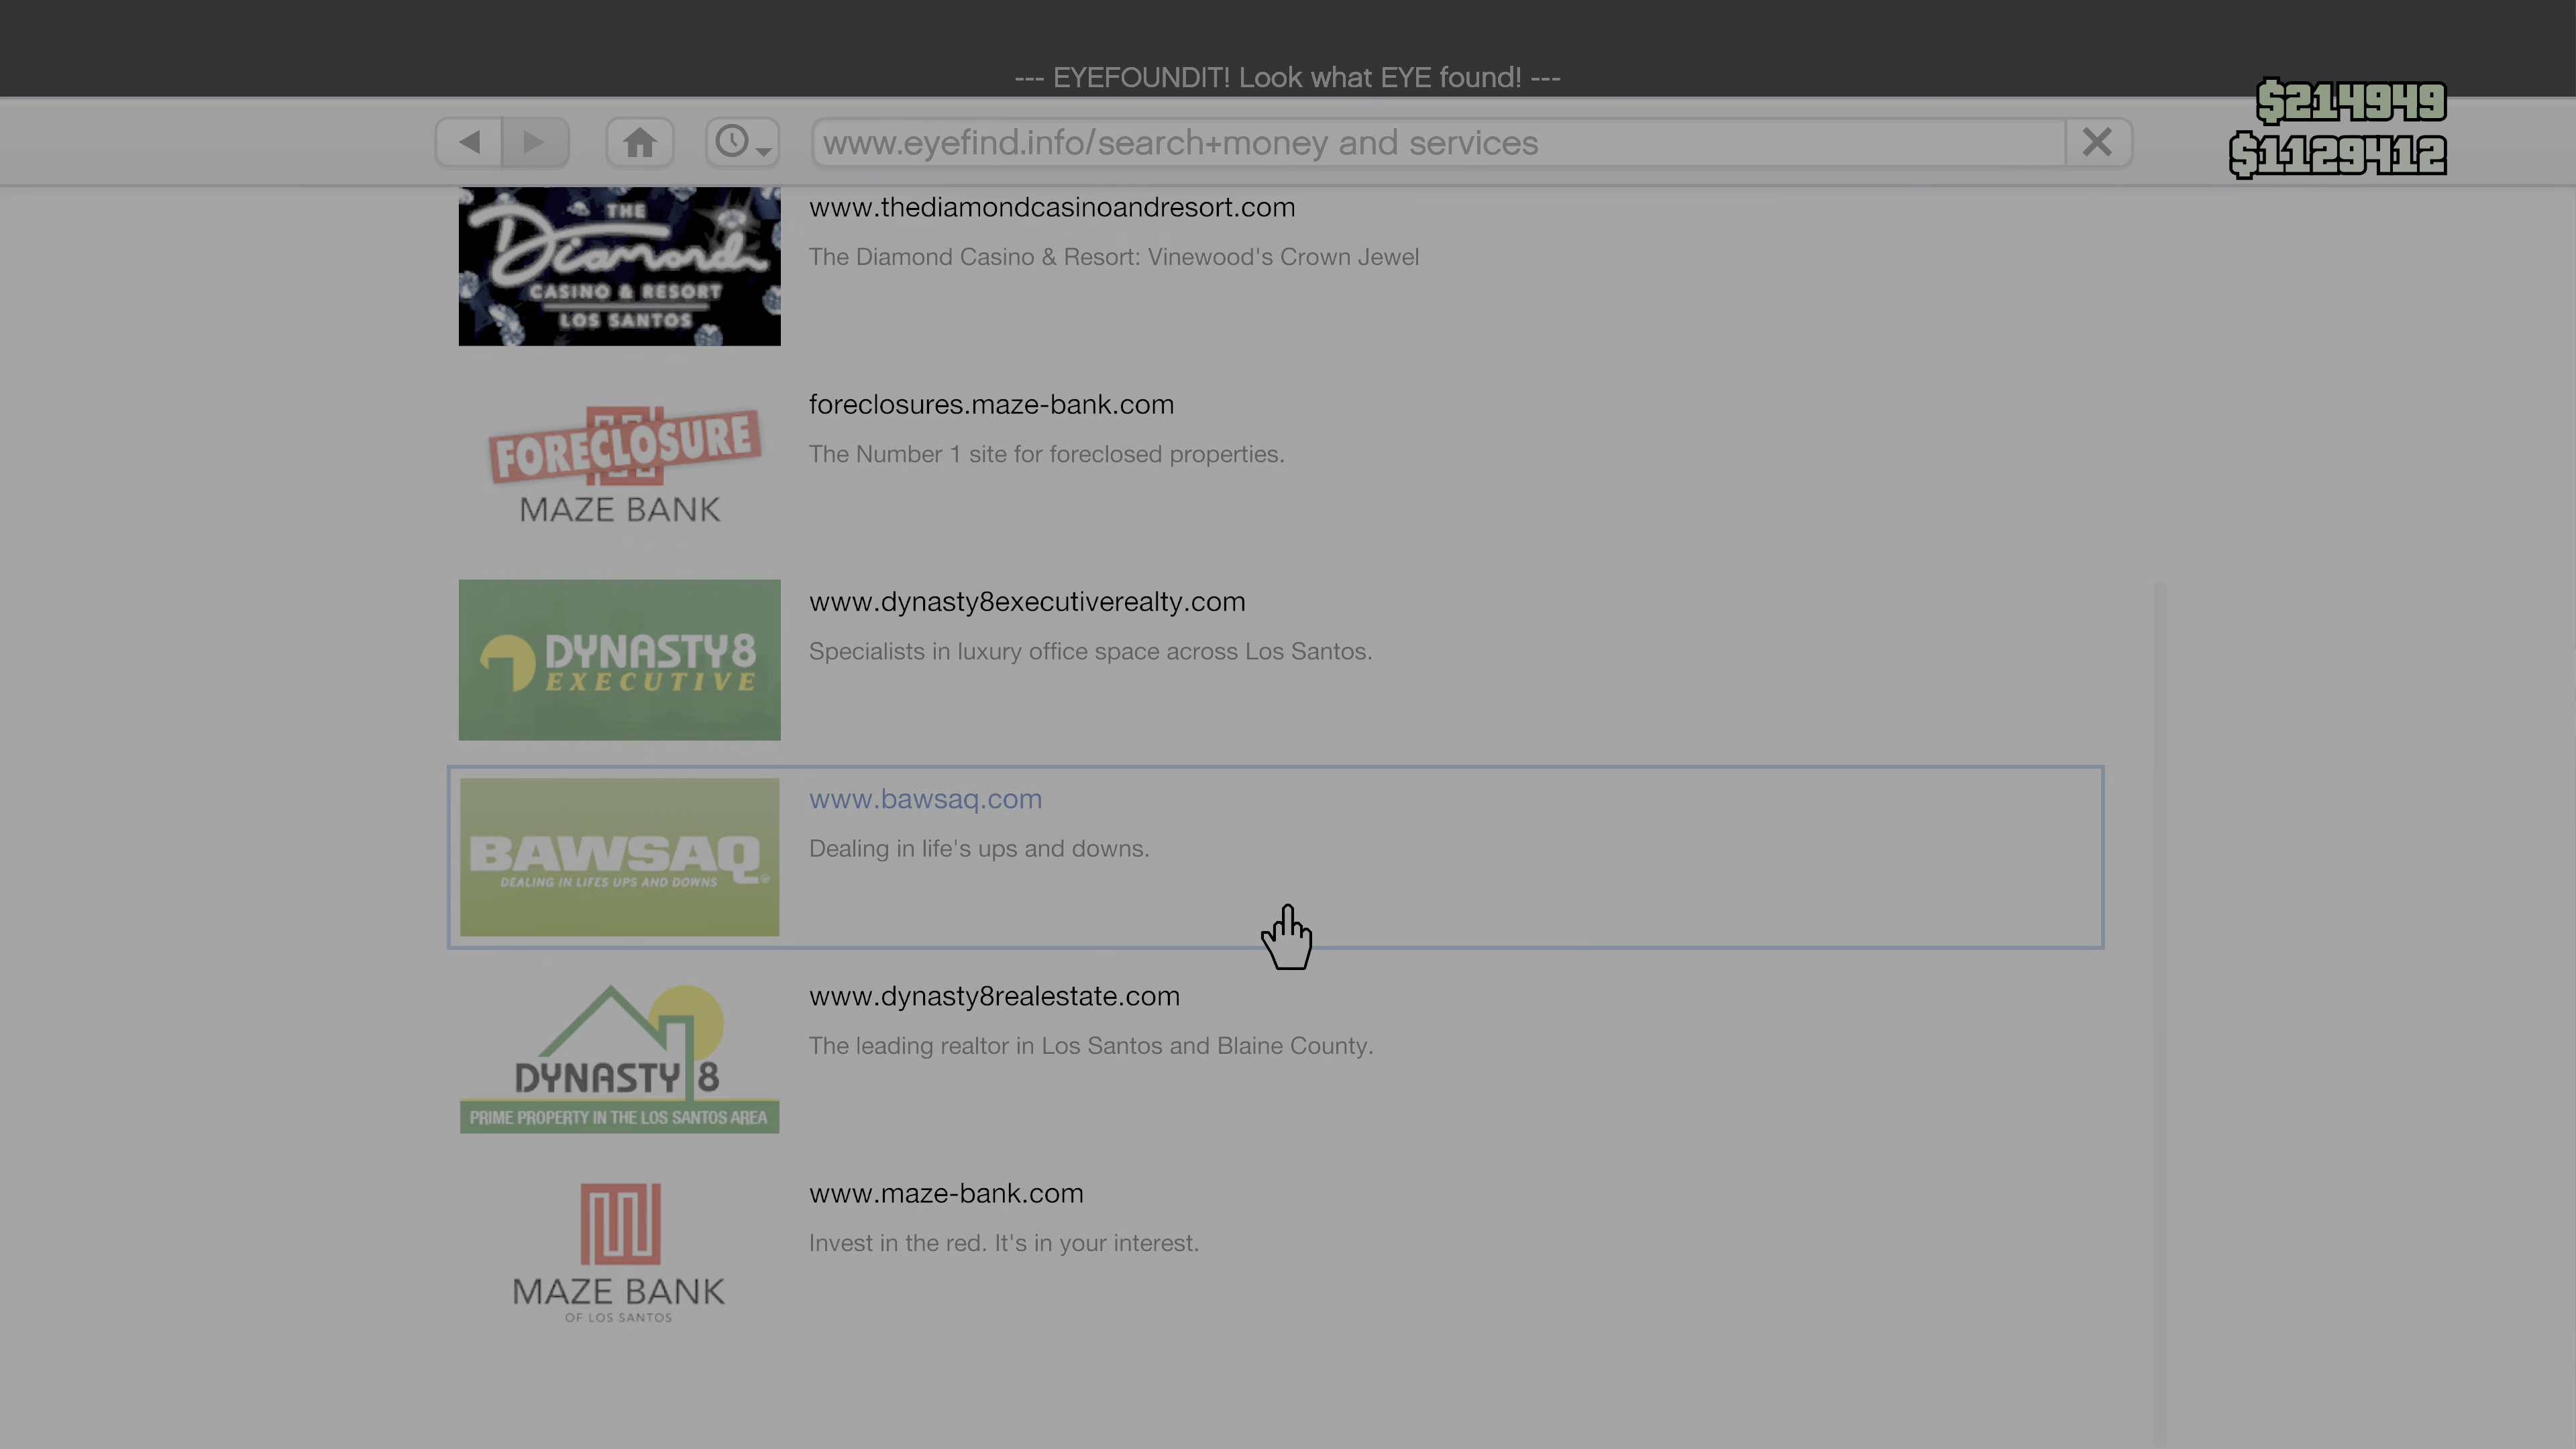 --- EYEFOUNDIT! Look what EYE found! ---
$214949
www.eyefind.info/search+money and services
$1129412
THE
Diamond
CASINO & RESORT
LOS SANTOS
www.thediamondcasinoandresort.com
The Diamond Casino & Resort: Vinewood's Crown Jewel
FORECLOSURE
MAZE BANK
foreclosures.maze-bank.com
The Number 1 site for foreclosed properties.
DYNASTY8
EXECUTIVE
www.dynasty8executiverealty.com
Specialists in luxury office space across Los Santos.
BAWSAQ
DEALING IN LIFES UPS AND DOWNS
www.bawsaq.com
Dealing in life's ups and downs.
DYNASTY 8
PRIME PROPERTY IN THE LOS SANTOS AREA
www.dynasty8realestate.com
The leading realtor in Los Santos and Blaine County.
MAZE BANK
OF LOS SANTOS
www.maze-bank.com
Invest in the red. It's in your interest.